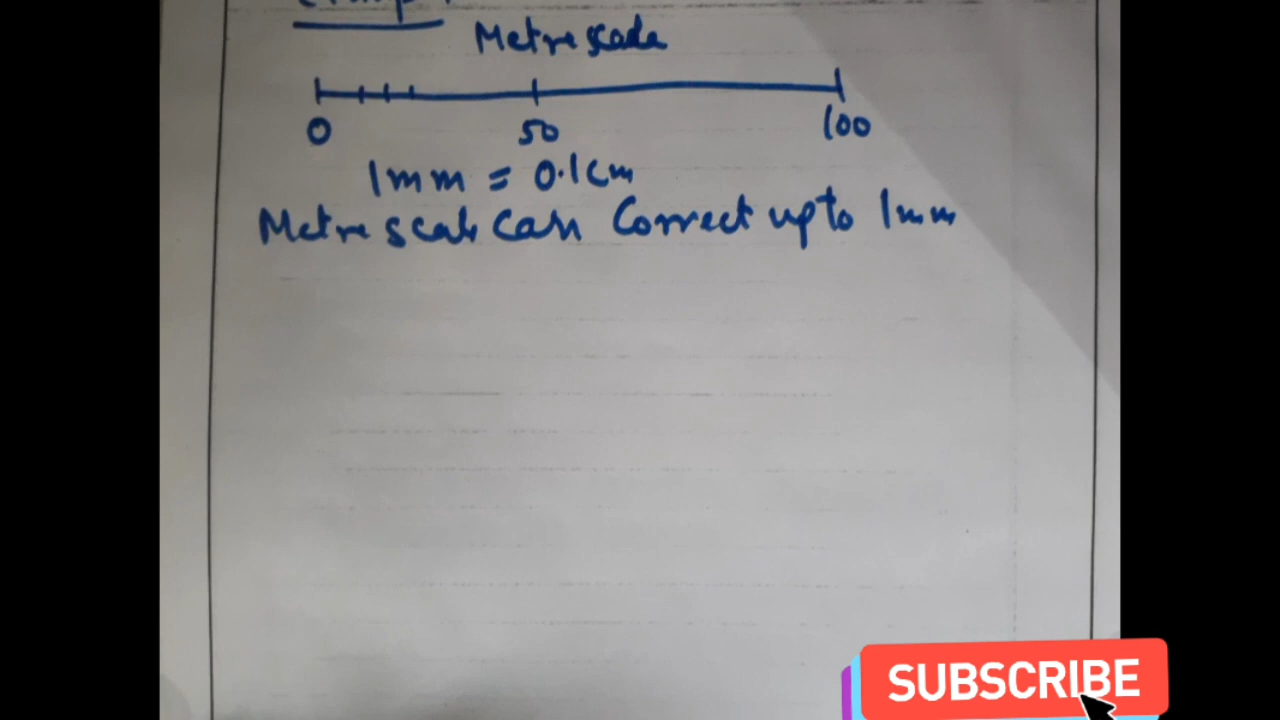 Metre scale
0 50 100
1mm = 0.1cm
Metre scale can correct upto 1mm
SUBSCRIBE